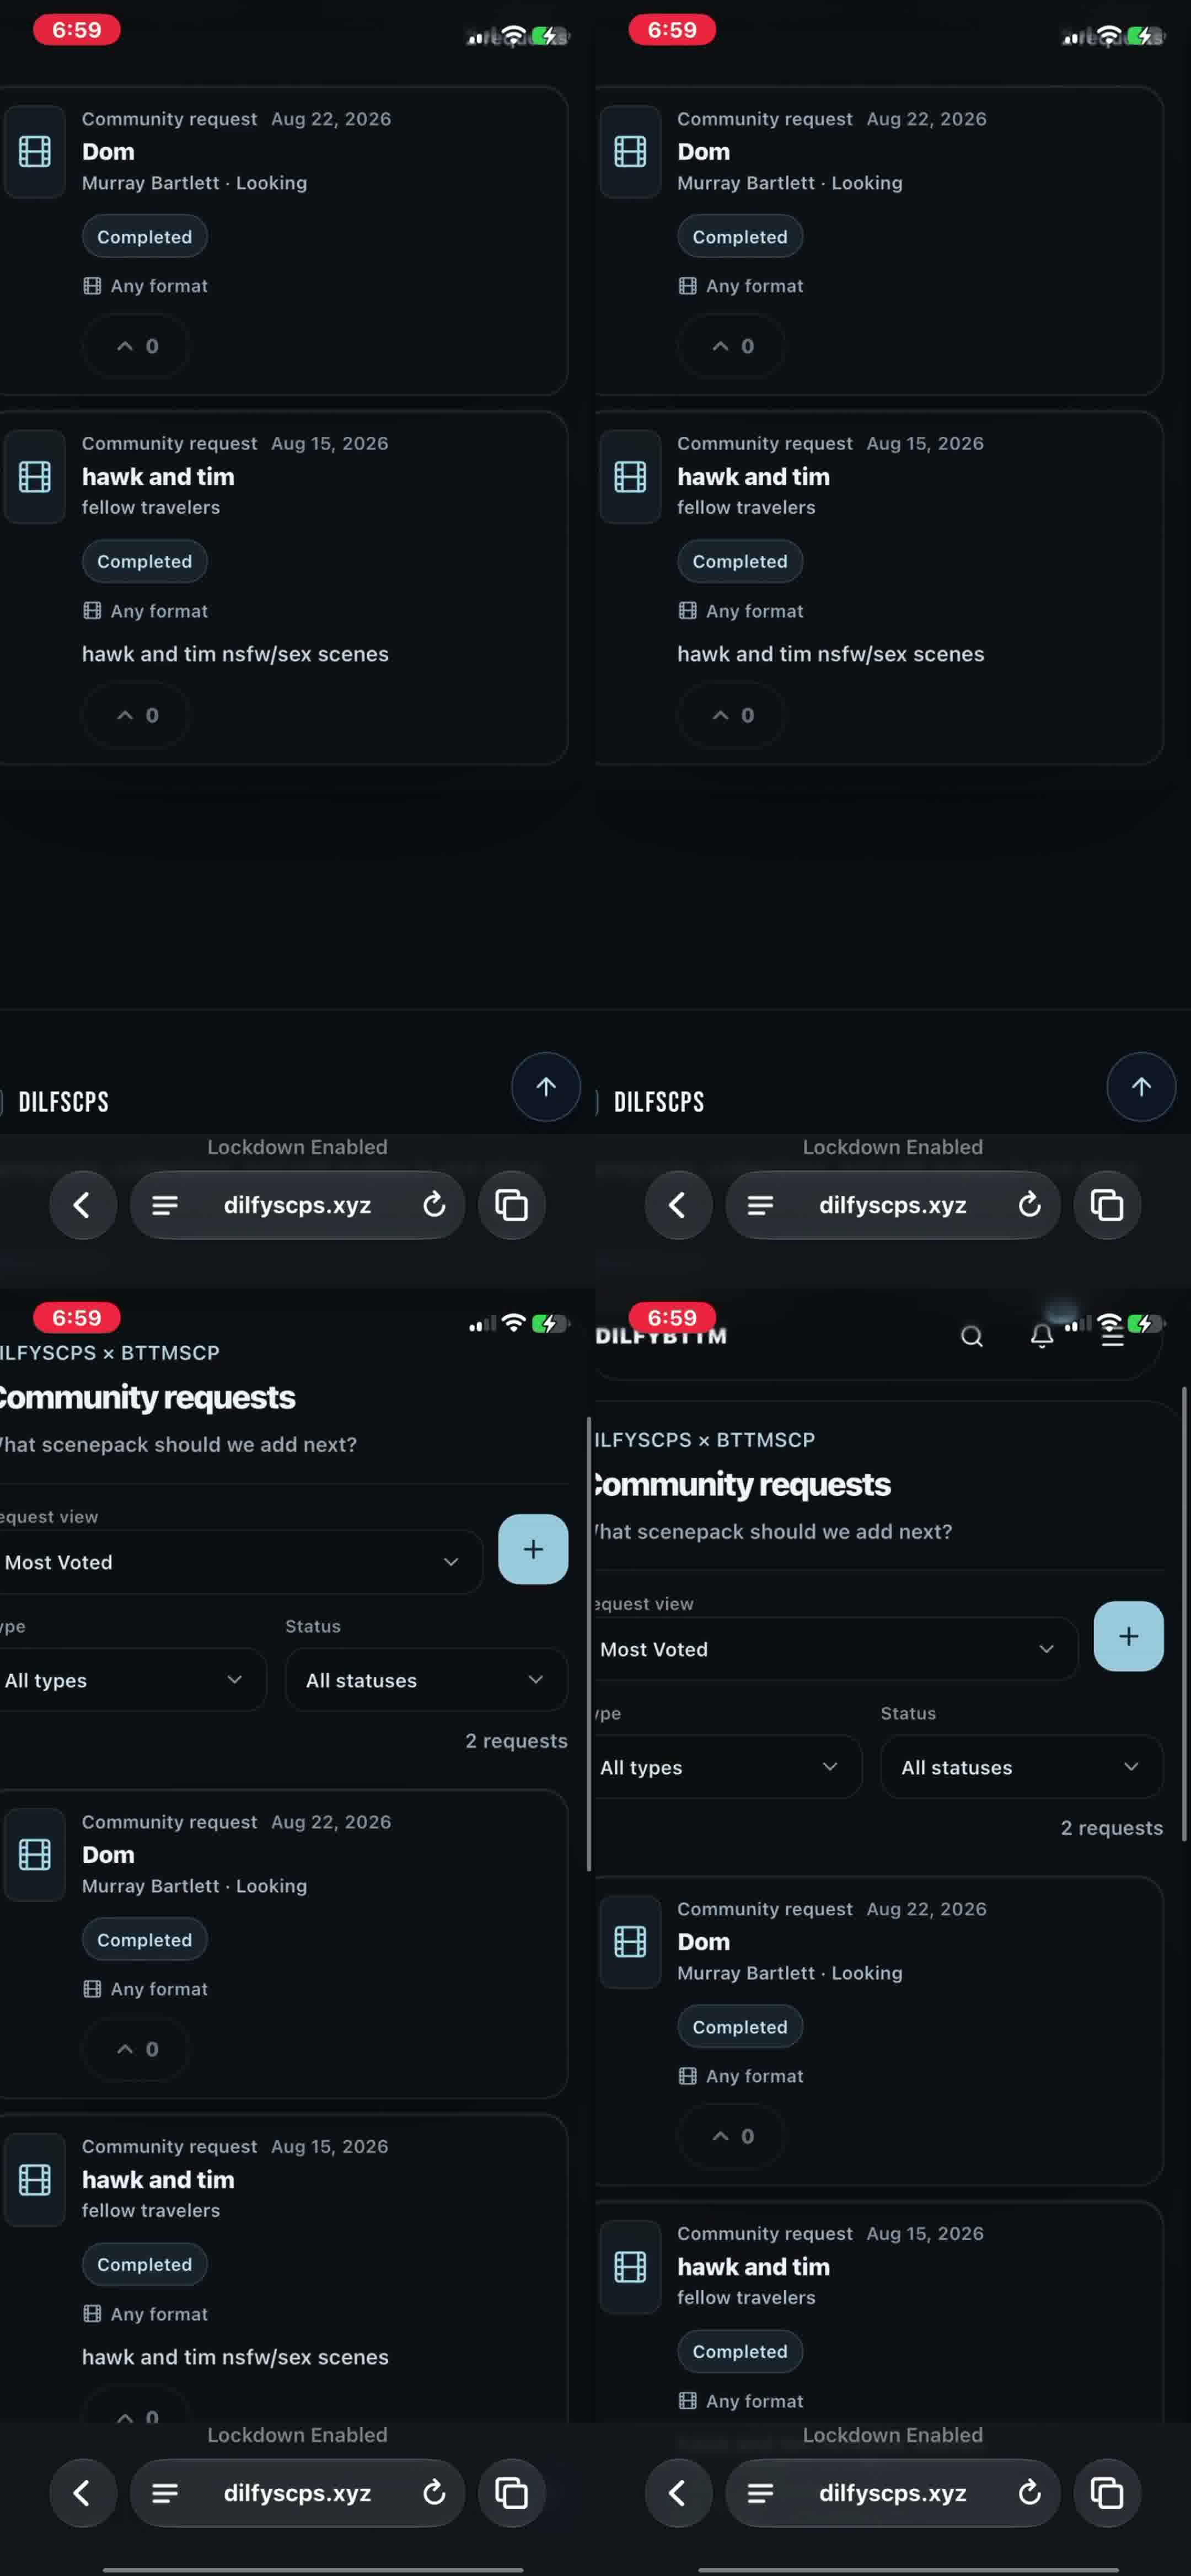 6:59
Community request Aug 22, 2026
Dom
Murray Bartlett · Looking
Completed
Any format
0
Community request Aug 15, 2026
hawk and tim
fellow travelers
Completed
Any format
hawk and tim nsfw/sex scenes
0
DILFSCPS
Lockdown Enabled
dilfyscps.xyz
6:59
Community request Aug 22, 2026
Dom
Murray Bartlett · Looking
Completed
Any format
0
Community request Aug 15, 2026
hawk and tim
fellow travelers
Completed
Any format
hawk and tim nsfw/sex scenes
0
DILFSCPS
Lockdown Enabled
dilfyscps.xyz
6:59
ILFYSCPS × BTTMSCP
Community requests
What scenepack should we add next?
equest view
Most Voted
ype
Status
All types
All statuses
2 requests
Community request Aug 22, 2026
Dom
Murray Bartlett · Looking
Completed
Any format
0
Community request Aug 15, 2026
hawk and tim
fellow travelers
Completed
Any format
hawk and tim nsfw/sex scenes
0
Lockdown Enabled
dilfyscps.xyz
6:59
DILFYBTTM
ILFYSCPS × BTTMSCP
Community requests
What scenepack should we add next?
equest view
Most Voted
ype
Status
All types
All statuses
2 requests
Community request Aug 22, 2026
Dom
Murray Bartlett · Looking
Completed
Any format
0
Community request Aug 15, 2026
hawk and tim
fellow travelers
Completed
Any format
Lockdown Enabled
dilfyscps.xyz